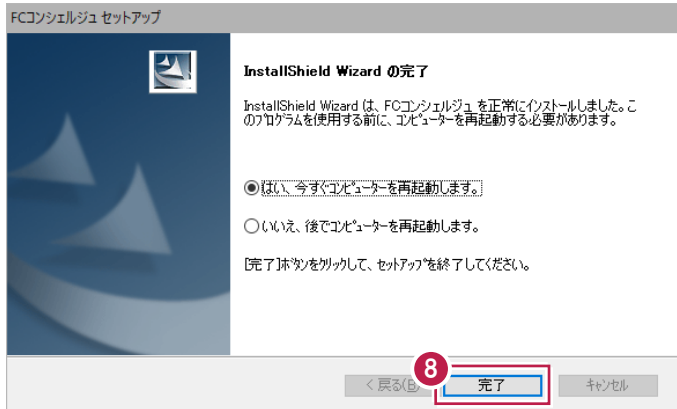 FCコンシェルジュ セットアップ
InstallShield Wizard の完了
InstallShield Wizard は、FCコンシェルジュ を正常にインストールしました。こ
のプログラムを使用する前に、コンピューターを再起動する必要があります。
はい、今すぐコンピューターを再起動します。
いいえ、後でコンピューターを再起動します。
[完了]ボタンをクリックして、セットアップを終了してください。
8
< 戻る(B)
完了
キャンセル